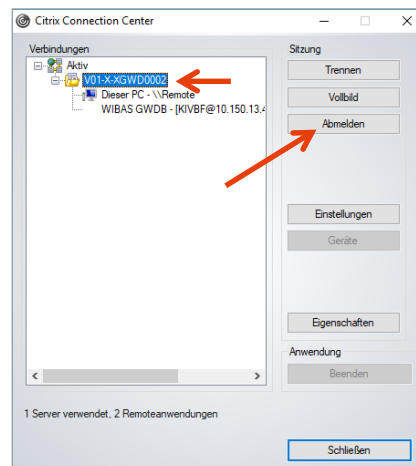 Citrix Connection Center
Verbindungen
Aktiv
V01-X-XGWD0002
Dieser PC - \\Remote
WIBAS GWDB - [KIVBF@10.150.13.4
Sitzung
Trennen
Vollbild
Abmelden
Einstellungen
Geräte
Eigenschaften
Anwendung
Beenden
1 Server verwendet, 2 Remoteanwendungen
Schließen